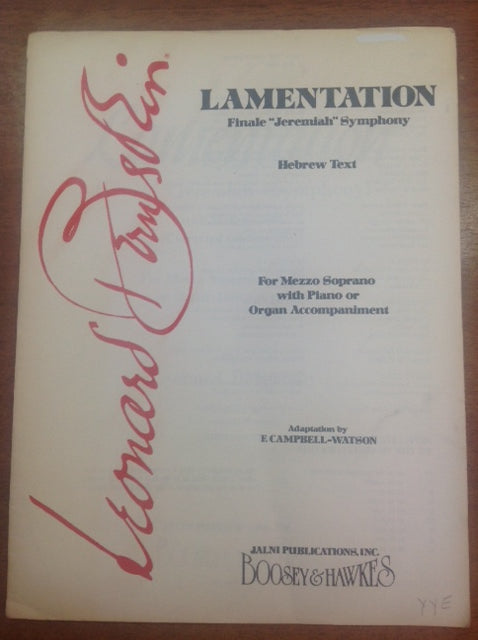 Leonard Bernstein.
LAMENTATION
Finale "Jeremiah" Symphony
Hebrew Text
For Mezzo Soprano
with Piano or
Organ Accompaniment
Adaptation by
F. CAMPBELL-WATSON
JALNI PUBLICATIONS, INC.
BOOSEY & HAWKES
YYE